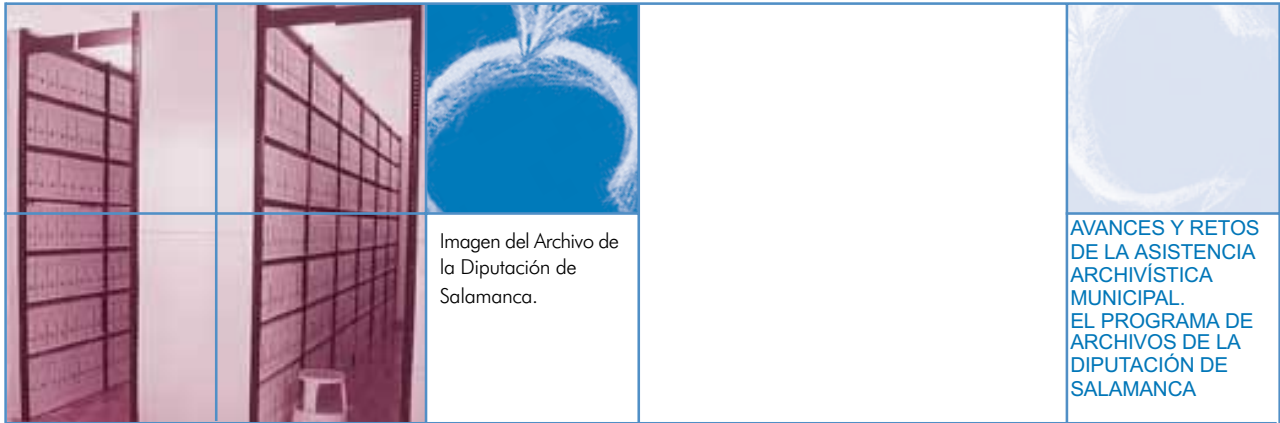 Imagen del Archivo de
la Diputación de
Salamanca.
AVANCES Y RETOS
DE LA ASISTENCIA
ARCHIVÍSTICA
MUNICIPAL.
EL PROGRAMA DE
ARCHIVOS DE LA
DIPUTACIÓN DE
SALAMANCA